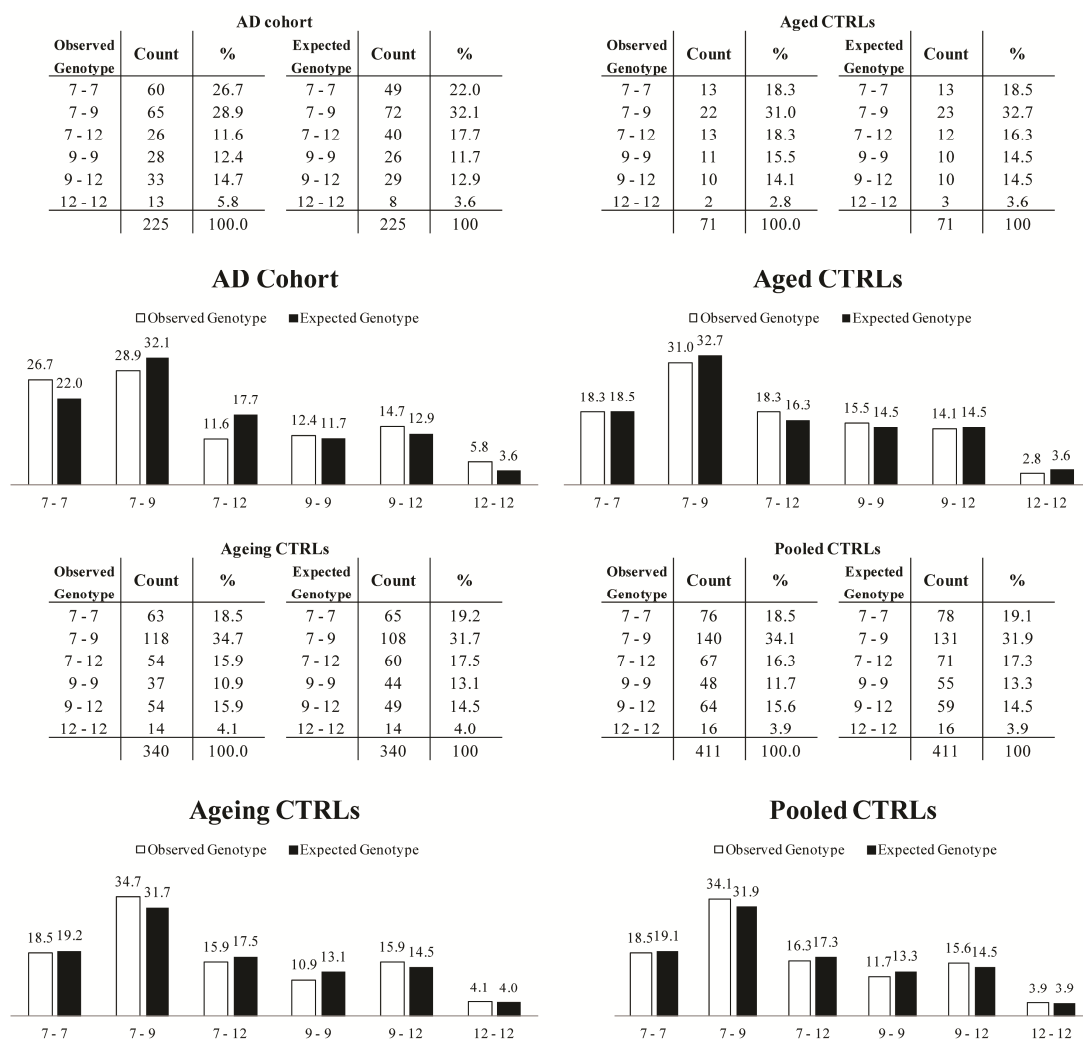 AD cohort
Observed Genotype Count % Expected Genotype Count %
7 - 7 60 26.7 7 - 7 49 22.0
7 - 9 65 28.9 7 - 9 72 32.1
7 - 12 26 11.6 7 - 12 40 17.7
9 - 9 28 12.4 9 - 9 26 11.7
9 - 12 33 14.7 9 - 12 29 12.9
12 - 12 13 5.8 12 - 12 8 3.6
225 100.0 225 100
Aged CTRLs
Observed Genotype Count % Expected Genotype Count %
7 - 7 13 18.3 7 - 7 13 18.5
7 - 9 22 31.0 7 - 9 23 32.7
7 - 12 13 18.3 7 - 12 12 16.3
9 - 9 11 15.5 9 - 9 10 14.5
9 - 12 10 14.1 9 - 12 10 14.5
12 - 12 2 2.8 12 - 12 3 3.6
71 100.0 71 100
AD Cohort
Observed Genotype Expected Genotype
26.7 22.0 28.9 32.1 11.6 17.7 12.4 11.7 14.7 12.9 5.8 3.6
7 - 7 7 - 9 7 - 12 9 - 9 9 - 12 12 - 12
Aged CTRLs
Observed Genotype Expected Genotype
18.3 18.5 31.0 32.7 18.3 16.3 15.5 14.5 14.1 14.5 2.8 3.6
7 - 7 7 - 9 7 - 12 9 - 9 9 - 12 12 - 12
Ageing CTRLs
Observed Genotype Count % Expected Genotype Count %
7 - 7 63 18.5 7 - 7 65 19.2
7 - 9 118 34.7 7 - 9 108 31.7
7 - 12 54 15.9 7 - 12 60 17.5
9 - 9 37 10.9 9 - 9 44 13.1
9 - 12 54 15.9 9 - 12 49 14.5
12 - 12 14 4.1 12 - 12 14 4.0
340 100.0 340 100
Pooled CTRLs
Observed Genotype Count % Expected Genotype Count %
7 - 7 76 18.5 7 - 7 78 19.1
7 - 9 140 34.1 7 - 9 131 31.9
7 - 12 67 16.3 7 - 12 71 17.3
9 - 9 48 11.7 9 - 9 55 13.3
9 - 12 64 15.6 9 - 12 59 14.5
12 - 12 16 3.9 12 - 12 16 3.9
411 100.0 411 100
Ageing CTRLs
Observed Genotype Expected Genotype
18.5 19.2 34.7 31.7 15.9 17.5 10.9 13.1 15.9 14.5 4.1 4.0
7 - 7 7 - 9 7 - 12 9 - 9 9 - 12 12 - 12
Pooled CTRLs
Observed Genotype Expected Genotype
18.5 19.1 34.1 31.9 16.3 17.3 11.7 13.3 15.6 14.5 3.9 3.9
7 - 7 7 - 9 7 - 12 9 - 9 9 - 12 12 - 12